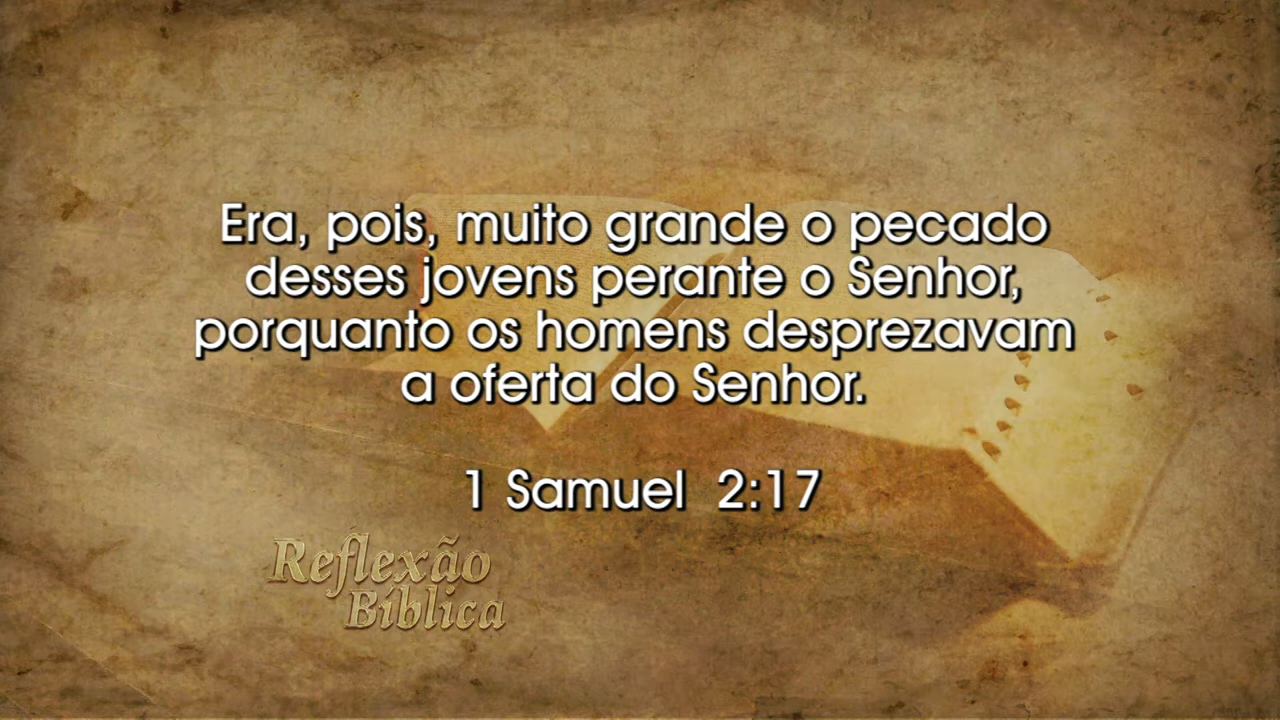 Era, pois, muito grande o pecado
desses jovens perante o Senhor,
porquanto os homens desprezavam
a oferta do Senhor.
1 Samuel 2:17
Reflexão
Bíblica